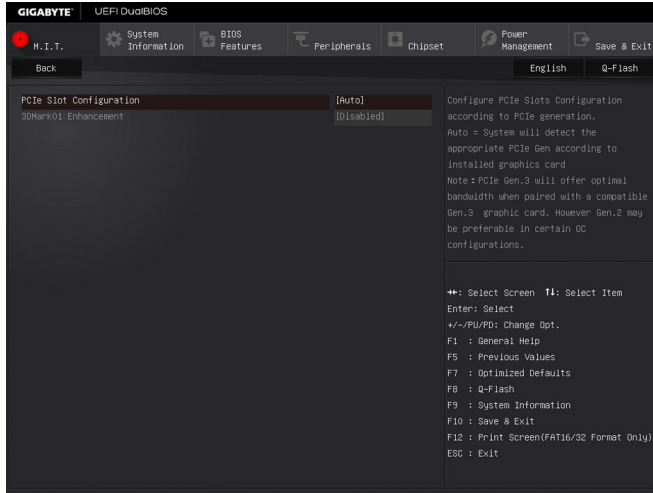 GIGABYTE™ UEFI DualBIOS
M.I.T.
System
Information
BIOS
Features
Peripherals
Chipset
Power
Management
Save & Exit
Back
English
Q-Flash
PCIe Slot Configuration [Auto]
3DMark01 Enhancement [Disabled]
Configure PCIe Slots Configuration
according to PCIe generation.
Auto = System will detect the
appropriate PCIe Gen according to
installed graphics card
Note：PCIe Gen.3 will offer optimal
bandwidth when paired with a compatible
Gen.3 graphic card. However Gen.2 may
be preferable in certain OC
configurations.
→←: Select Screen ↑↓: Select Item
Enter: Select
+/-/PU/PD: Change Opt.
F1 : General Help
F5 : Previous Values
F7 : Optimized Defaults
F8 : Q-Flash
F9 : System Information
F10 : Save & Exit
F12 : Print Screen(FAT16/32 Format Only)
ESC : Exit